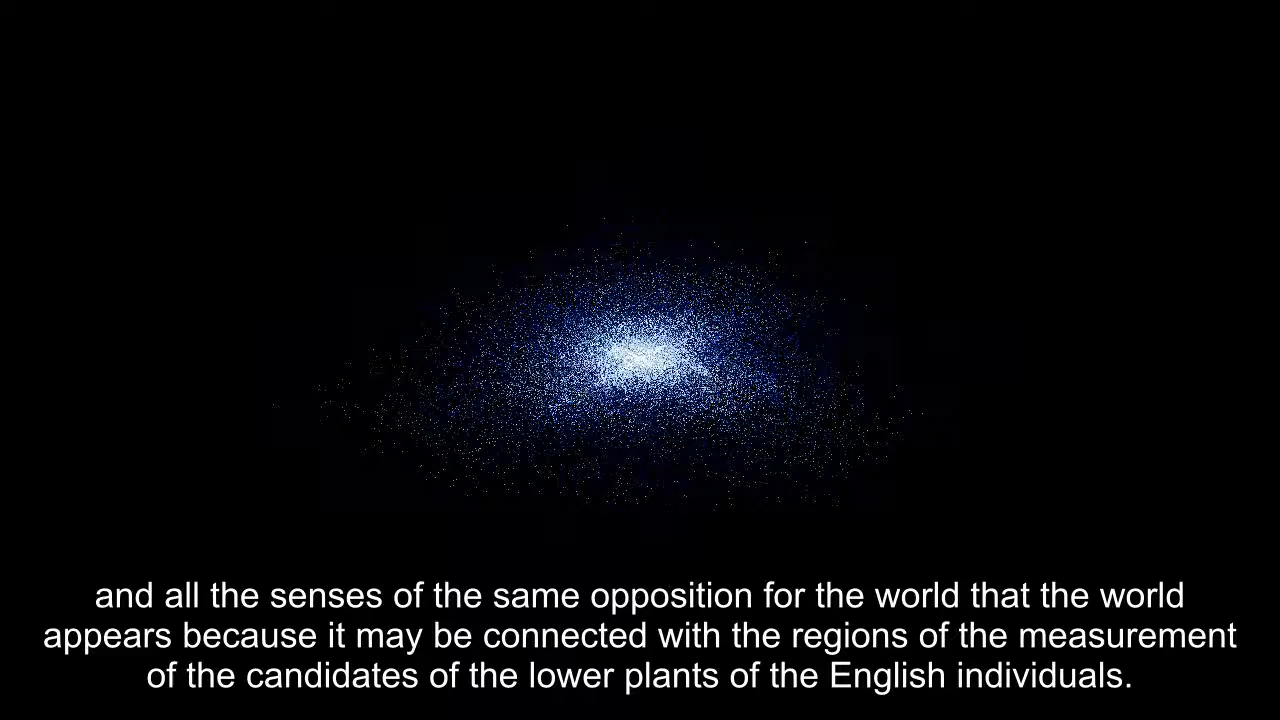 and all the senses of the same opposition for the world that the world
appears because it may be connected with the regions of the measurement
of the candidates of the lower plants of the English individuals.